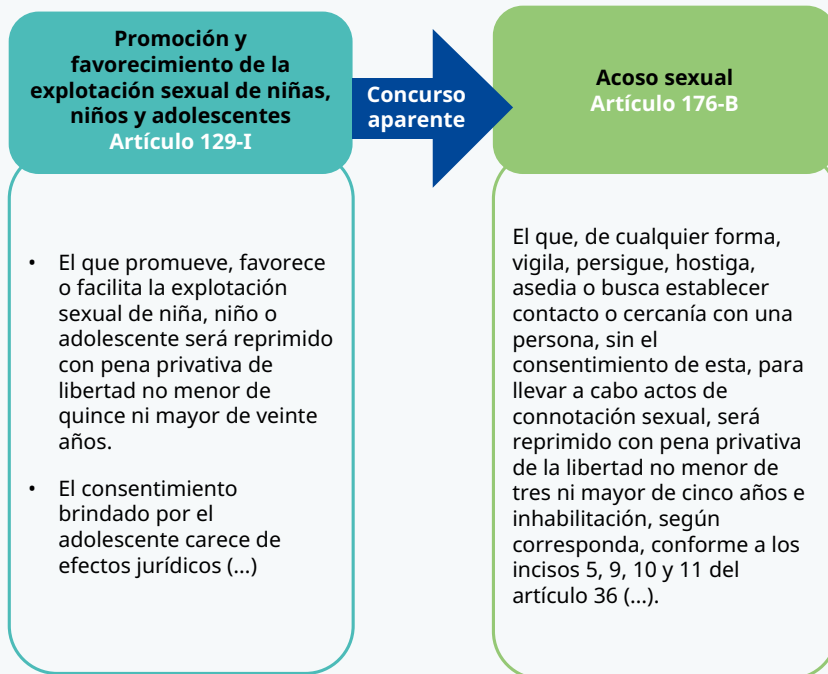 Promoción y
favorecimiento de la
explotación sexual de niñas,
niños y adolescentes
Artículo 129-I
Concurso
aparente
Acoso sexual
Artículo 176-B
• El que promueve, favorece
o facilita la explotación
sexual de niña, niño o
adolescente será reprimido
con pena privativa de
libertad no menor de
quince ni mayor de veinte
años.
• El consentimiento
brindado por el
adolescente carece de
efectos jurídicos (...)
El que, de cualquier forma,
vigila, persigue, hostiga,
asedia o busca establecer
contacto o cercanía con una
persona, sin el
consentimiento de esta, para
llevar a cabo actos de
connotación sexual, será
reprimido con pena privativa
de la libertad no menor de
tres ni mayor de cinco años e
inhabilitación, según
corresponda, conforme a los
incisos 5, 9, 10 y 11 del
artículo 36 (...).